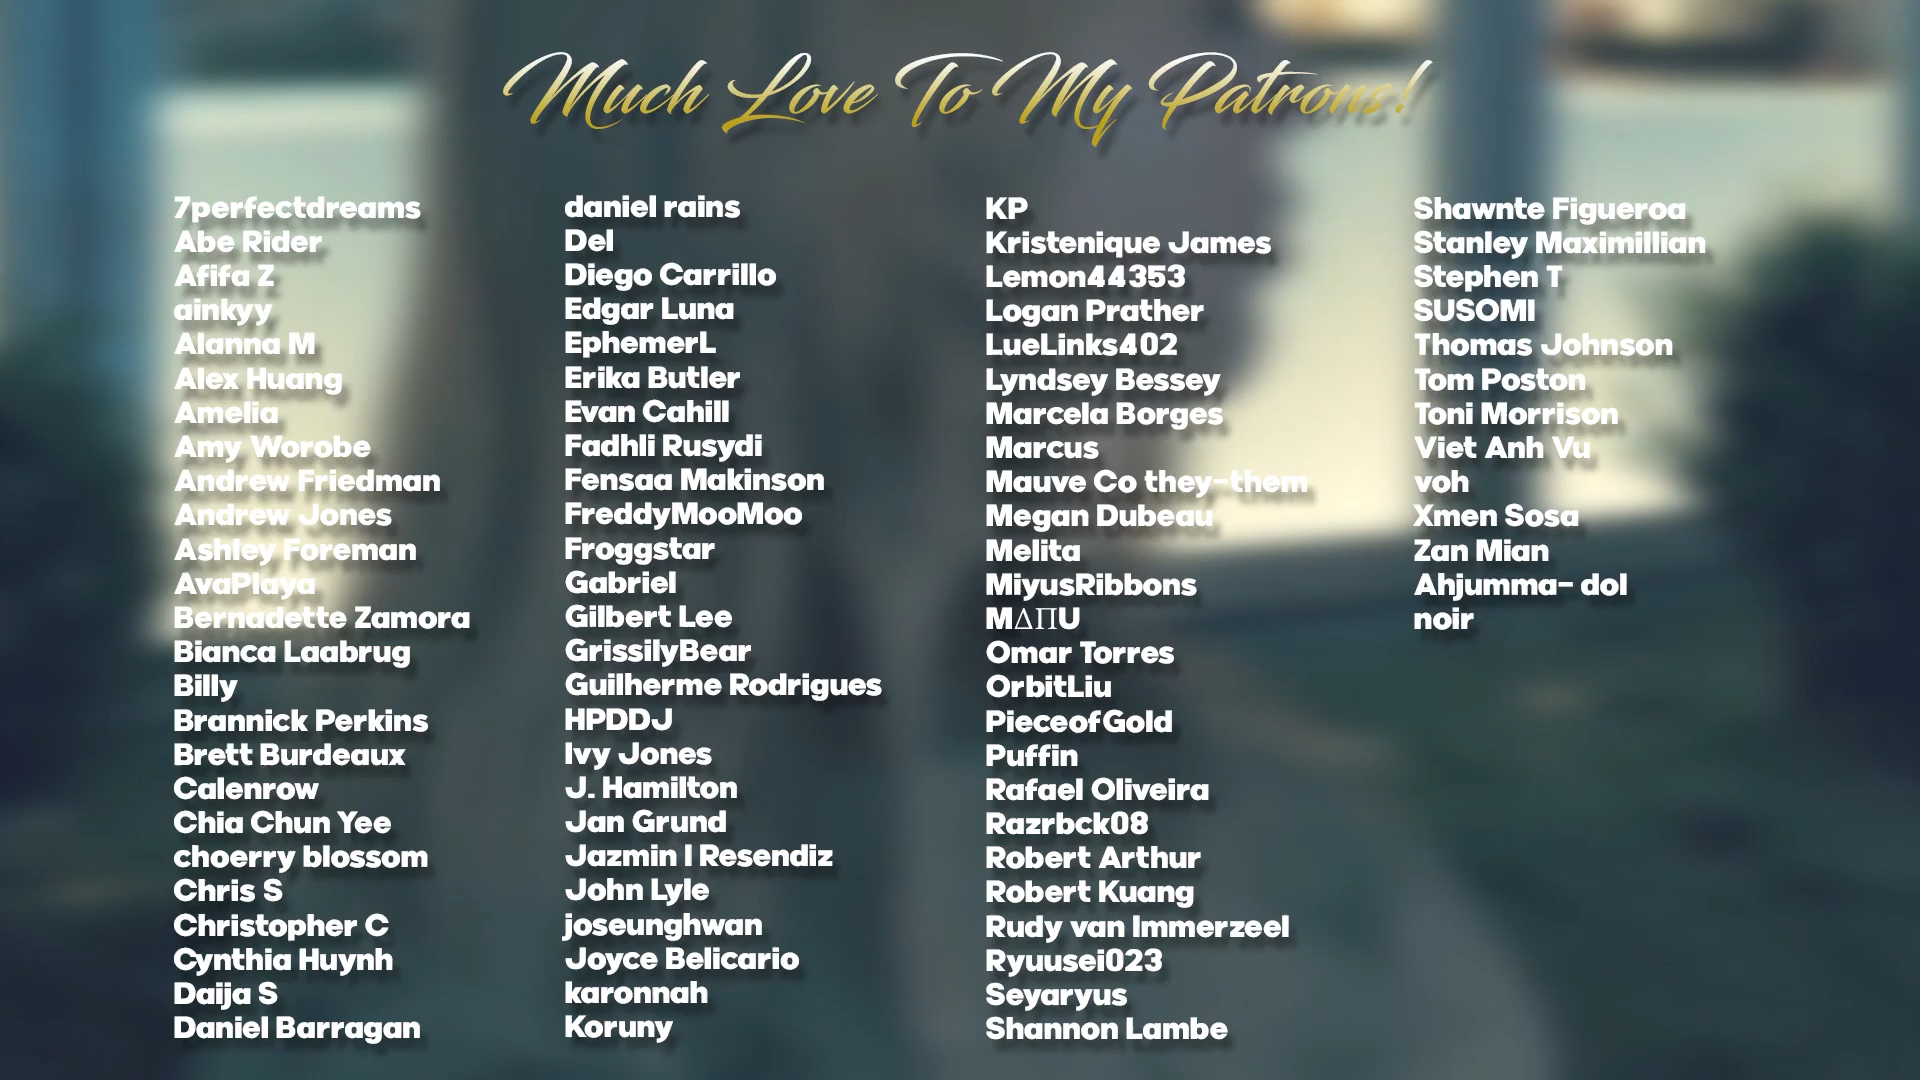 Much Love To My Patrons!
7perfectdreams
Abe Rider
Afifa Z
ainkyy
Alanna M
Alex Huang
Amelia
Amy Worobe
Andrew Friedman
Andrew Jones
Ashley Foreman
AvaPlaya
Bernadette Zamora
Bianca Laabrug
Billy
Brannick Perkins
Brett Burdeaux
Calenrow
Chia Chun Yee
choerry blossom
Chris S
Christopher C
Cynthia Huynh
Daija S
Daniel Barragan
daniel rains
Del
Diego Carrillo
Edgar Luna
EphemerL
Erika Butler
Evan Cahill
Fadhli Rusydi
Fensaa Makinson
FreddyMooMoo
Froggstar
Gabriel
Gilbert Lee
GrissilyBear
Guilherme Rodrigues
HPDDJ
Ivy Jones
J. Hamilton
Jan Grund
Jazmin I Resendiz
John Lyle
joseunghwan
Joyce Belicario
karonnah
Koruny
KP
Kristenique James
Lemon44353
Logan Prather
LueLinks402
Lyndsey Bessey
Marcela Borges
Marcus
Mauve Co they-them
Megan Dubeau
Melita
MiyusRibbons
MΔΠU
Omar Torres
OrbitLiu
PieceofGold
Puffin
Rafael Oliveira
Razrbck08
Robert Arthur
Robert Kuang
Rudy van Immerzeel
Ryuusei023
Seyaryus
Shannon Lambe
Shawnte Figueroa
Stanley Maximillian
Stephen T
SUSOMI
Thomas Johnson
Tom Poston
Toni Morrison
Viet Anh Vu
voh
Xmen Sosa
Zan Mian
Ahjumma- dol
noir